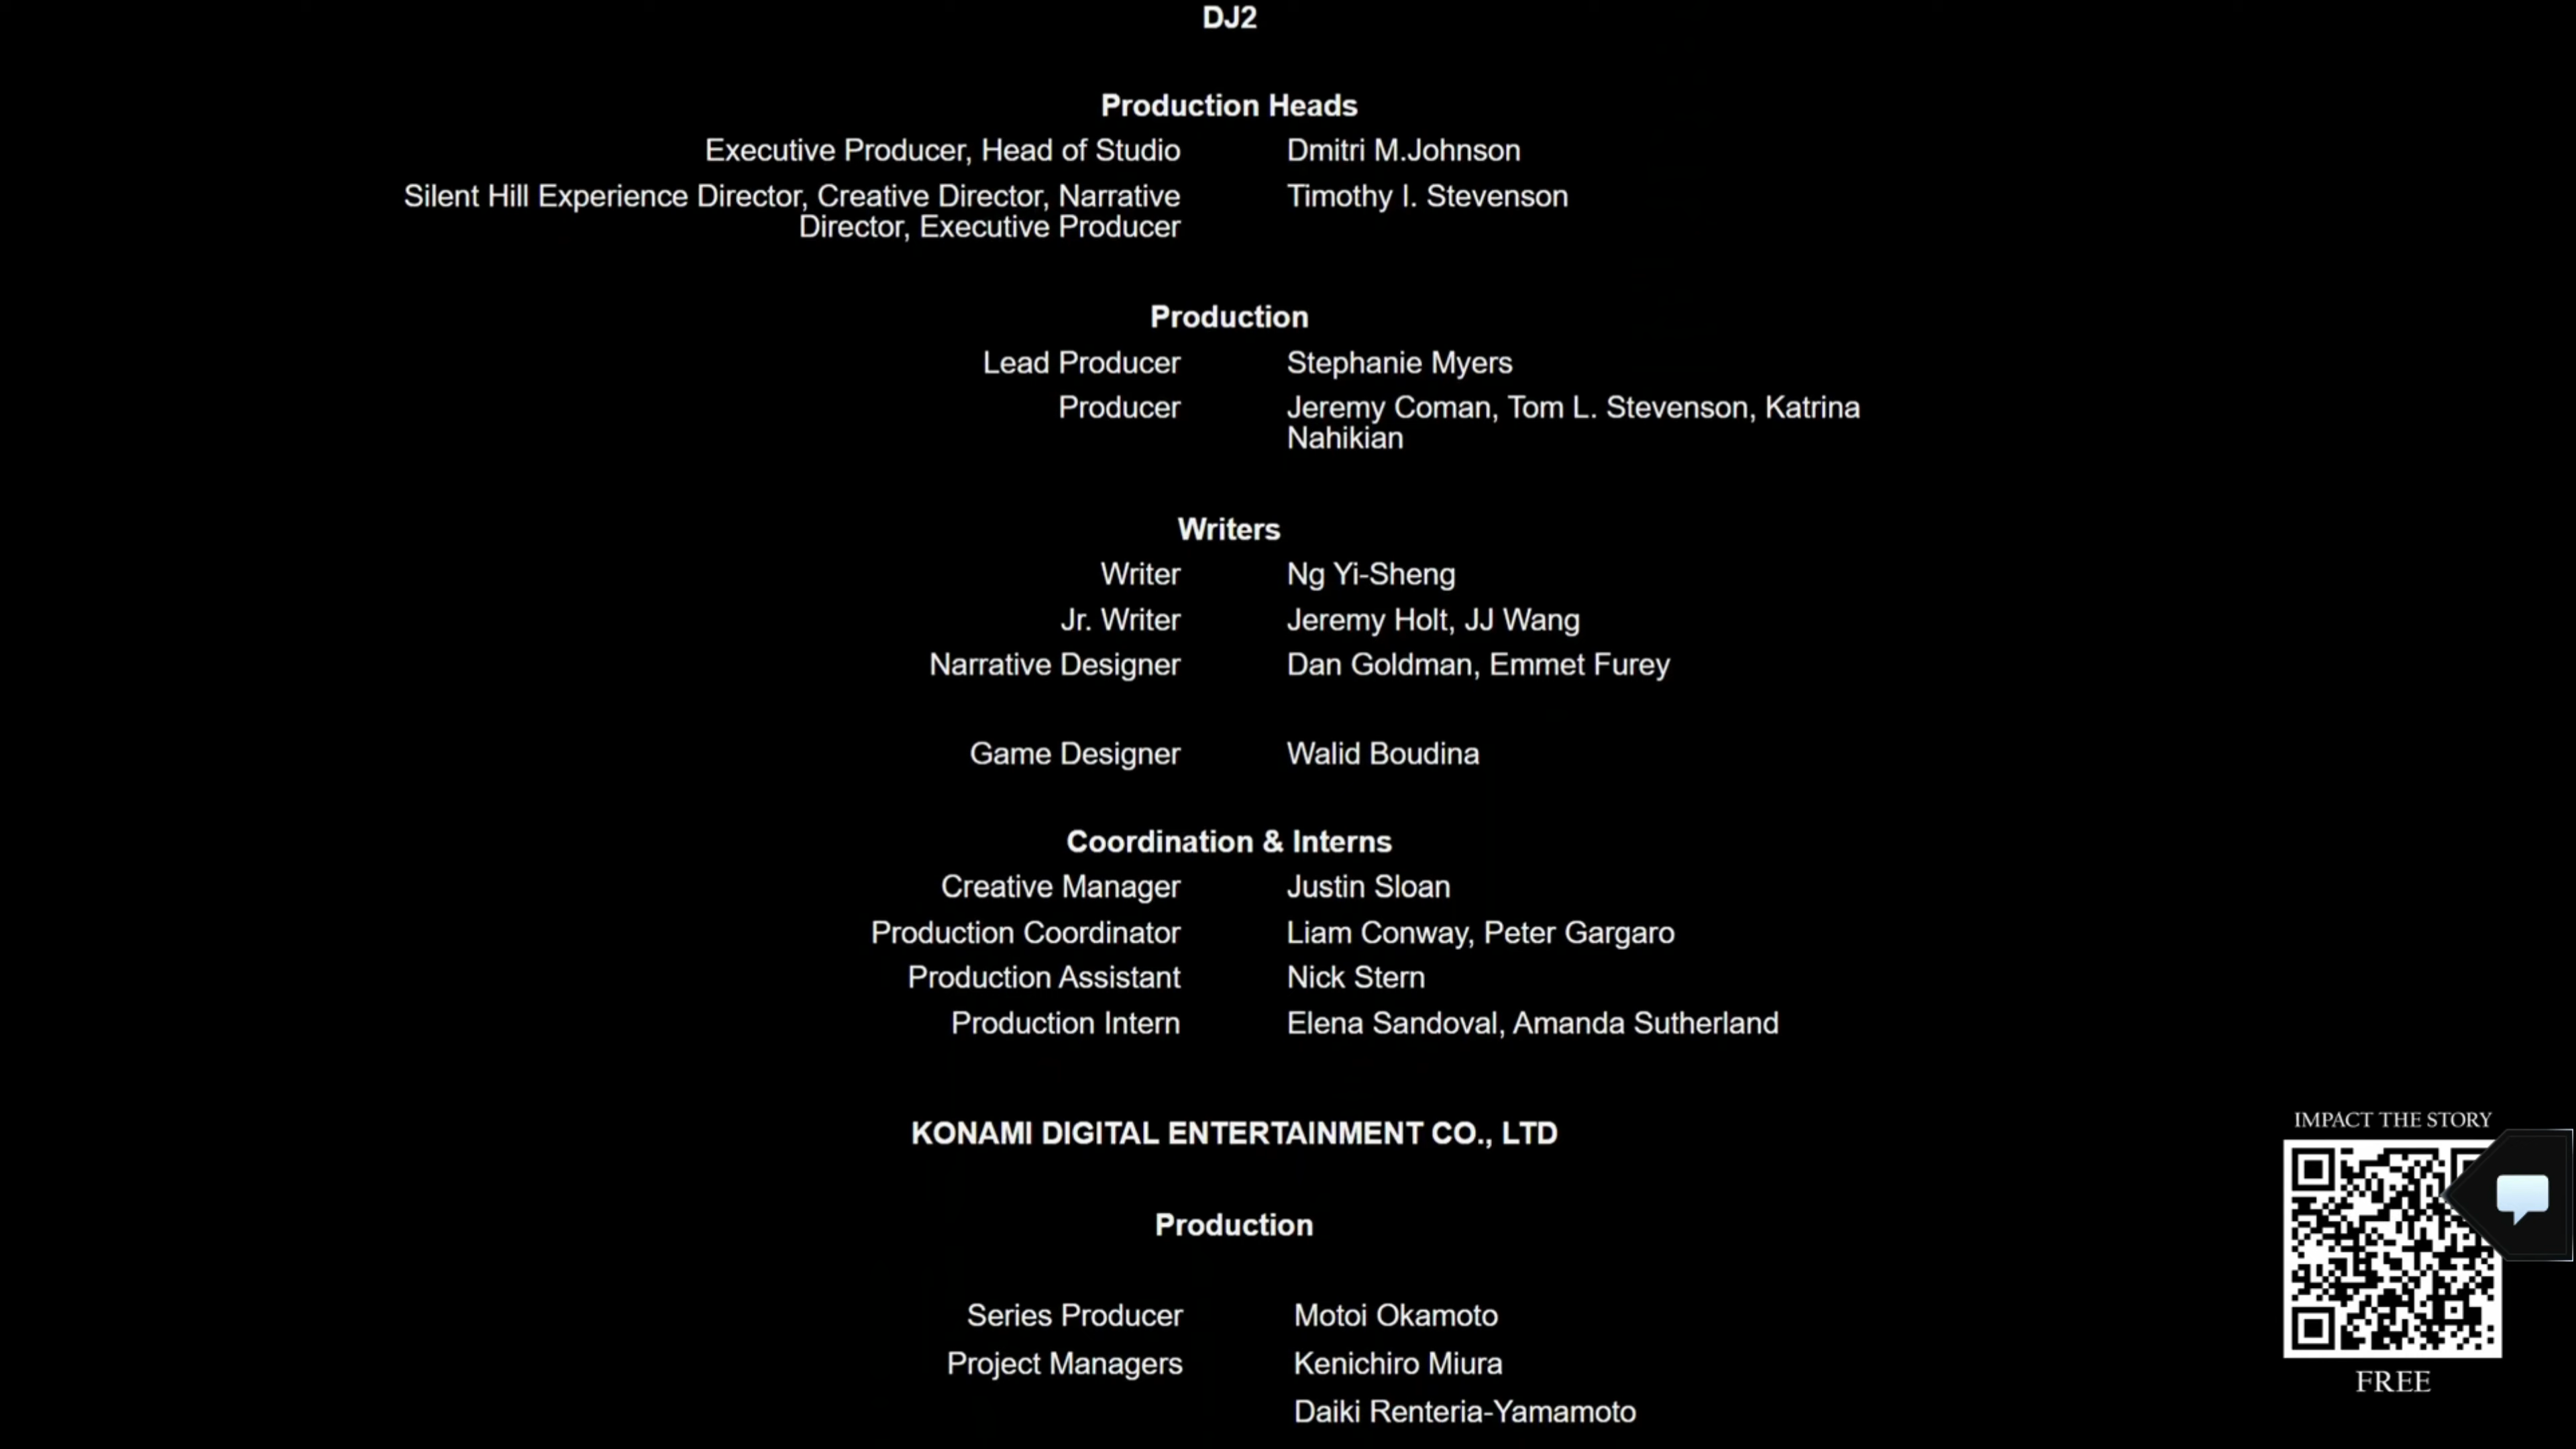 DJ2
Production Heads
Executive Producer, Head of Studio Dmitri M.Johnson
Silent Hill Experience Director, Creative Director, Narrative Timothy I. Stevenson
Director, Executive Producer
Production
Lead Producer Stephanie Myers
Producer Jeremy Coman, Tom L. Stevenson, Katrina
Nahikian
Writers
Writer Ng Yi-Sheng
Jr. Writer Jeremy Holt, JJ Wang
Narrative Designer Dan Goldman, Emmet Furey
Game Designer Walid Boudina
Coordination & Interns
Creative Manager Justin Sloan
Production Coordinator Liam Conway, Peter Gargaro
Production Assistant Nick Stern
Production Intern Elena Sandoval, Amanda Sutherland
KONAMI DIGITAL ENTERTAINMENT CO., LTD
Production
Series Producer Motoi Okamoto
Project Managers Kenichiro Miura
Daiki Renteria-Yamamoto
IMPACT THE STORY
FREE